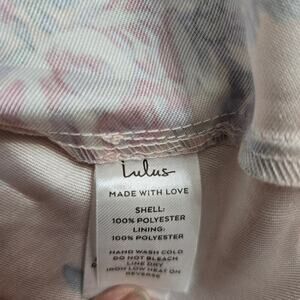 lulus
MADE WITH LOVE
SHELL:
100% POLYESTER
LINING:
100% POLYESTER
HAND WASH COLD
DO NOT BLEACH
LINE DRY
IRON LOW HEAT ON
REVERSE